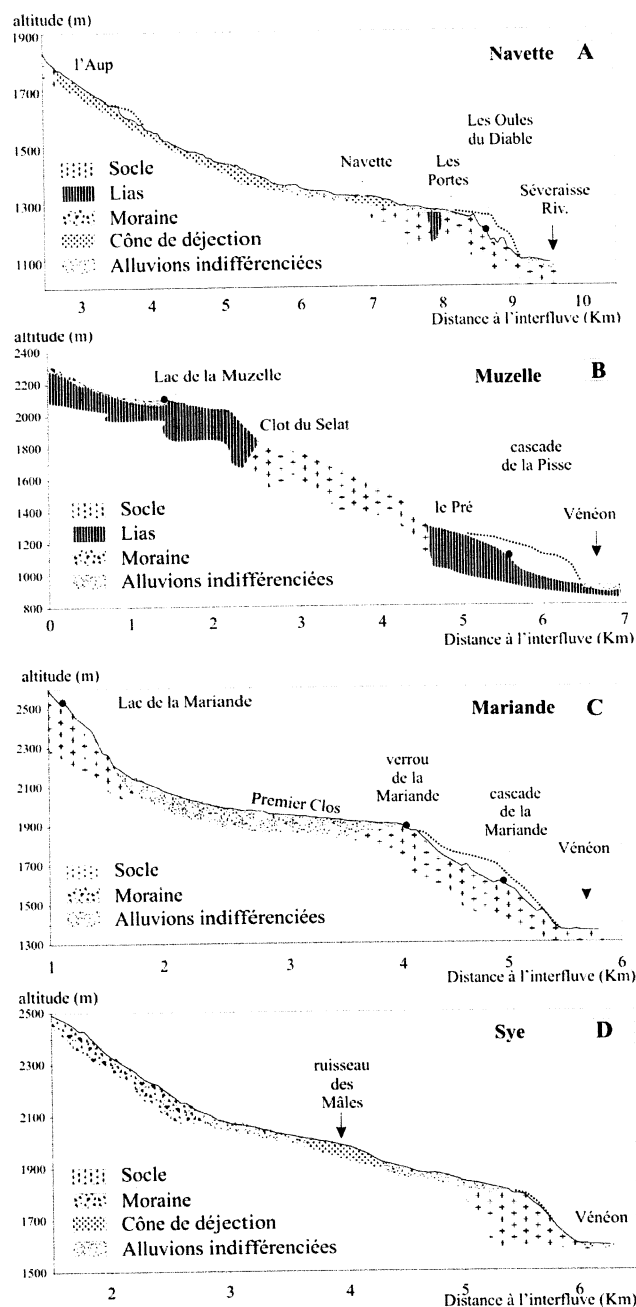 altitude (m)
1900
Navette A
l'Aup
1700
Les Oules
du Diable
1500
Socle
Navette
Les
Portes
Séveraisse
Riv.
Lias
1300
Moraine
Cône de déjection
1100
Alluvions indifférenciées
3 4 5 6 7 8 9 10
Distance à l'interfluve (Km)
altitude (m)
2400
Muzelle B
2200
Lac de la Muzelle
2000
Clot du Selat
1800
cascade
de la Pisse
1600
1400
Socle
le Pré
Vénéon
1200
Lias
Moraine
1000
Alluvions indifférenciées
800
0 1 2 3 4 5 6 7
Distance à l'interfluve (Km)
altitude (m)
2500
Lac de la Mariande
Mariande C
2300
verrou
de la
Mariande
2100
Premier Clos
cascade
de la
Mariande
1900
Vénéon
1700
Socle
Moraine
1500
Alluvions indifférenciées
1300
1 2 3 4 5 6
Distance à l'interfluve (Km)
altitude (m)
2500
Sye D
2300
ruisseau
des
Mâles
2100
1900
Socle
Moraine
1700
Cône de déjection
Vénéon
Alluvions indifférenciées
1500
2 3 4 5 6
Distance à l'interfluve (Km)